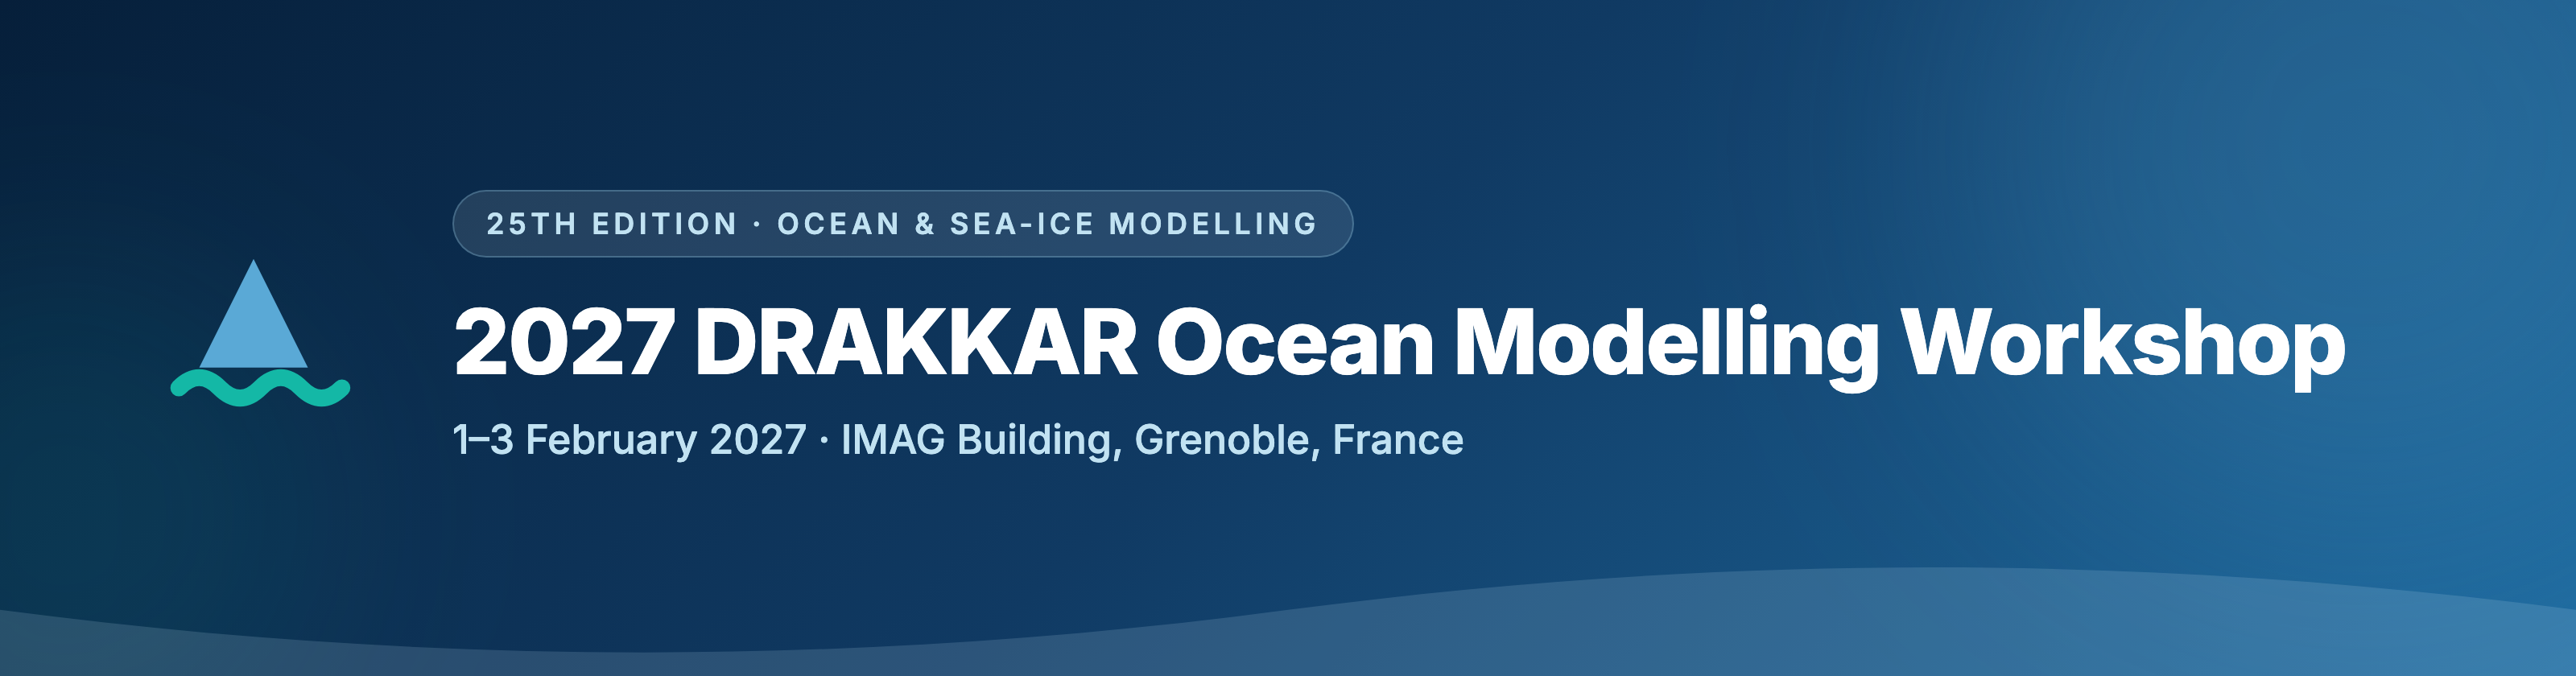 25TH EDITION · OCEAN & SEA-ICE MODELLING
2027 DRAKKAR Ocean Modelling Workshop
1–3 February 2027 · IMAG Building, Grenoble, France